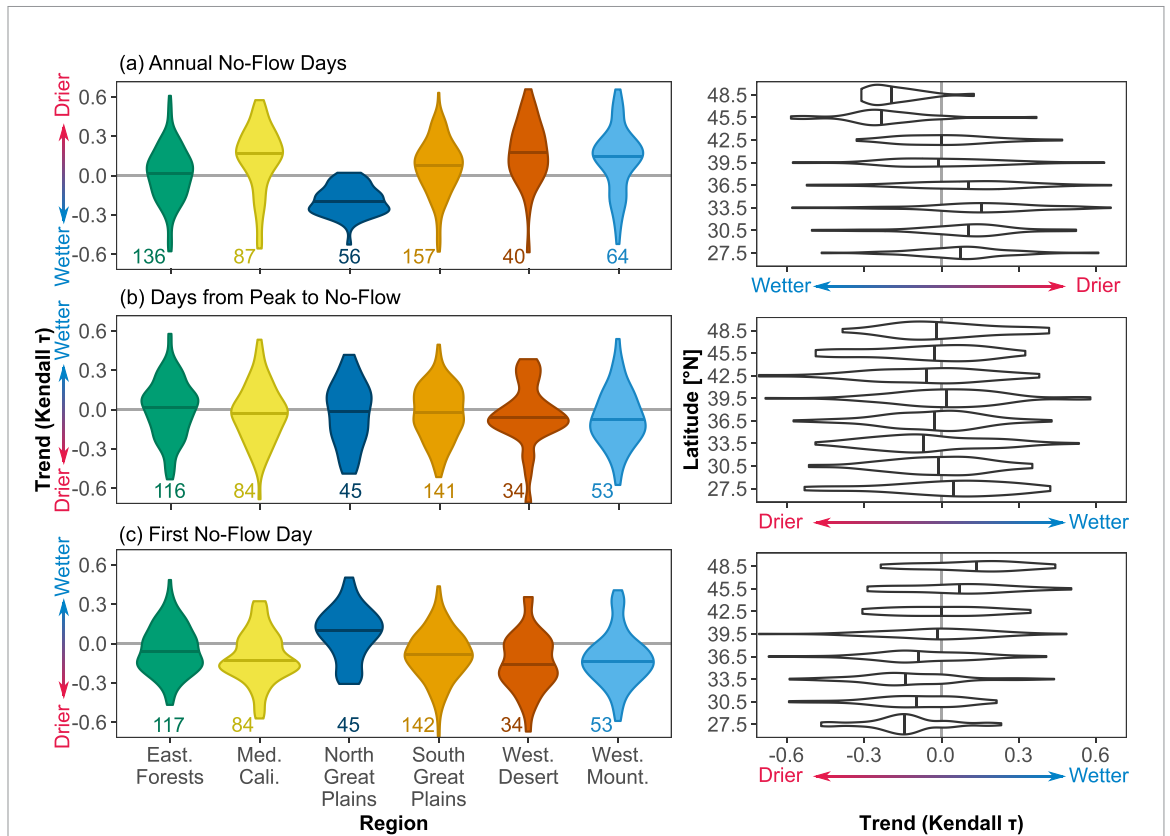 (a) Annual No-Flow Days
Drier
Wetter
0.6
0.3
0.0
-0.3
-0.6
136
87
56
157
40
64
48.5
45.5
42.5
39.5
36.5
33.5
30.5
27.5
Wetter
Drier
(b) Days from Peak to No-Flow
Trend (Kendall τ)
Wetter
Drier
0.6
0.3
0.0
-0.3
-0.6
116
84
45
141
34
53
Latitude [°N]
48.5
45.5
42.5
39.5
36.5
33.5
30.5
27.5
Drier
Wetter
(c) First No-Flow Day
Wetter
Drier
0.6
0.3
0.0
-0.3
-0.6
117
84
45
142
34
53
East.
Forests
Med.
Cali.
North
Great
Plains
South
Great
Plains
West.
Desert
West.
Mount.
Region
48.5
45.5
42.5
39.5
36.5
33.5
30.5
27.5
-0.6
-0.3
0.0
0.3
0.6
Drier
Wetter
Trend (Kendall τ)